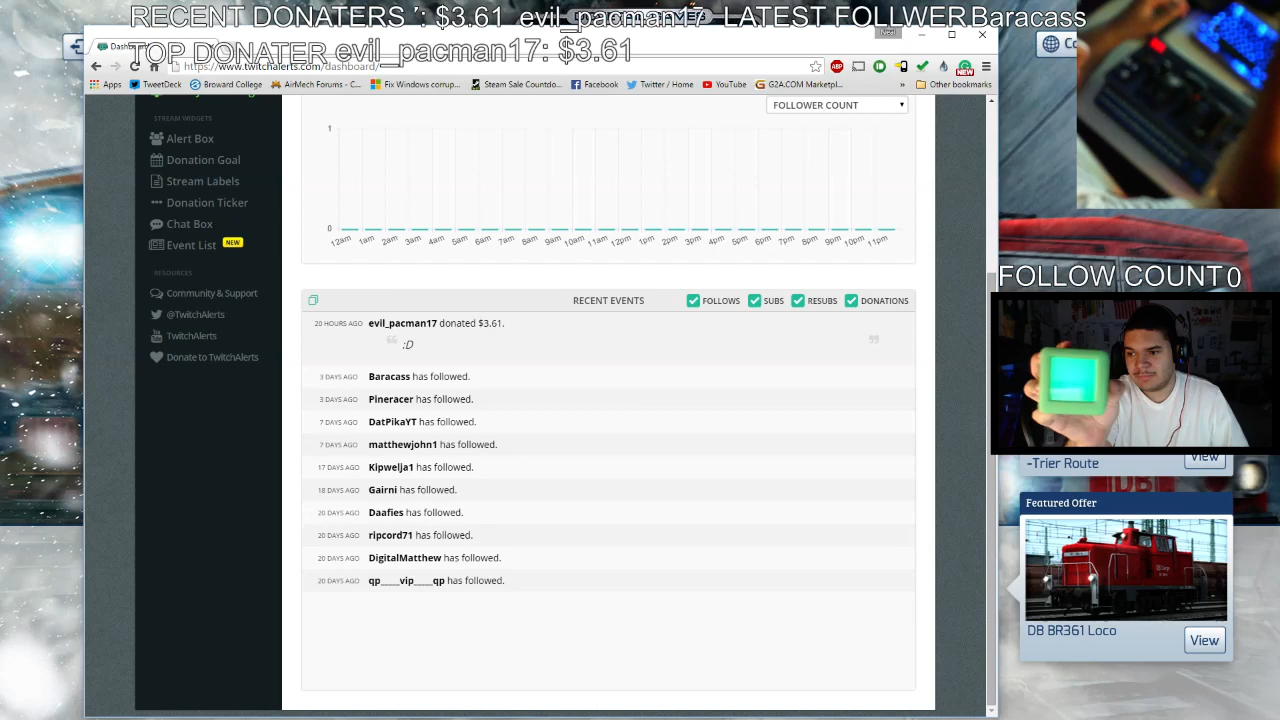 RECENT DONATERS ': $3.61 evil_pacman17 LATEST FOLLWER Baracass
TOP DONATER evil_pacman17: $3.61
https://www.twitchalerts.com/dashboard/
Apps TweetDeck Broward College AirMech Forums - C... Fix Windows corrup... Steam Sale Countdo... Facebook Twitter / Home YouTube G2A.COM Marketpl... » Other bookmarks
STREAM WIDGETS
Alert Box
Donation Goal
Stream Labels
Donation Ticker
Chat Box
Event List NEW
RESOURCES
Community & Support
@TwitchAlerts
TwitchAlerts
Donate to TwitchAlerts
FOLLOWER COUNT
1
0
12am 1am 2am 3am 4am 5am 6am 7am 8am 9am 10am 11am 12pm 1pm 2pm 3pm 4pm 5pm 6pm 7pm 8pm 9pm 10pm 11pm
RECENT EVENTS FOLLOWS SUBS RESUBS DONATIONS
20 HOURS AGO evil_pacman17 donated $3.61.
“ :D ”
3 DAYS AGO Baracass has followed.
3 DAYS AGO Pineracer has followed.
7 DAYS AGO DatPikaYT has followed.
7 DAYS AGO matthewjohn1 has followed.
17 DAYS AGO Kipwelja1 has followed.
18 DAYS AGO Gairni has followed.
20 DAYS AGO Daafies has followed.
20 DAYS AGO ripcord71 has followed.
20 DAYS AGO DigitalMatthew has followed.
20 DAYS AGO qp____vip____qp has followed.
FOLLOW COUNT 0
-Trier Route View
Featured Offer
DB BR361 Loco
View